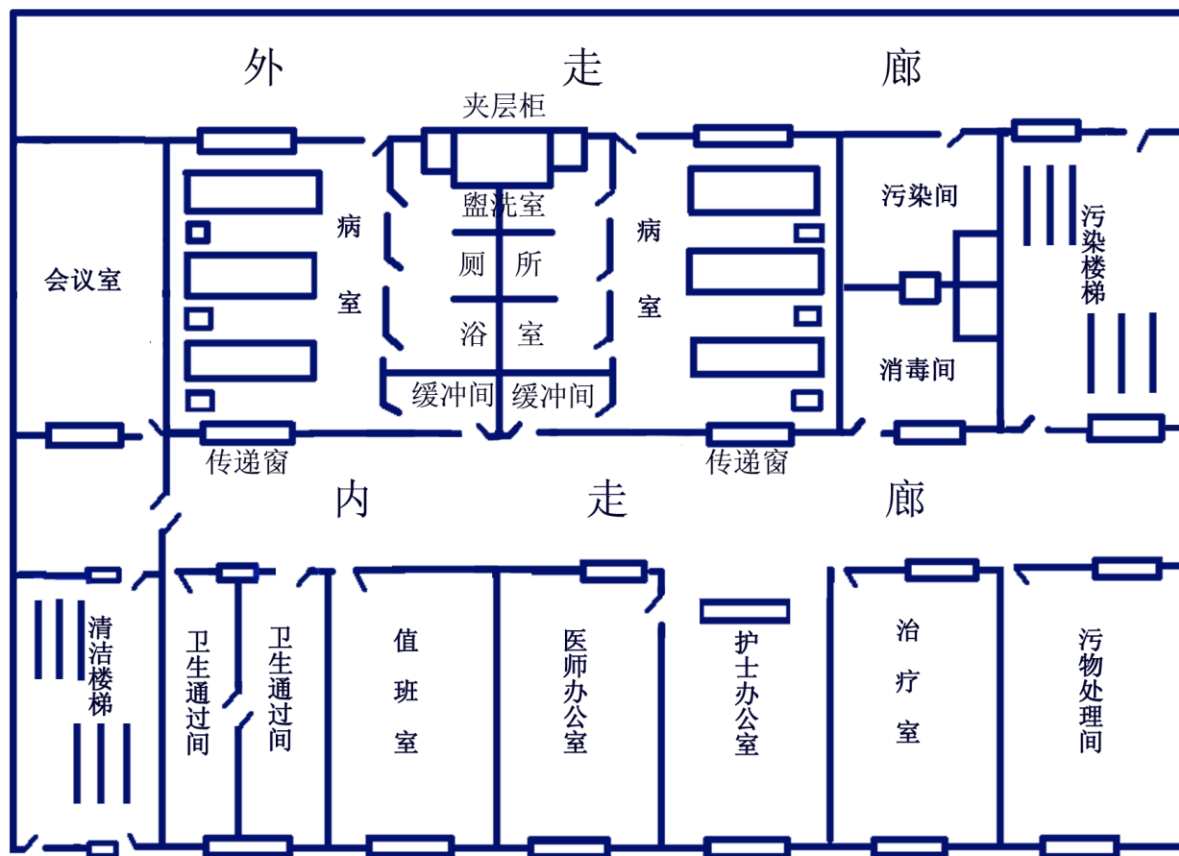 外走廊
夹层柜
盥洗室
病室
厕所
病室
污染间
污染楼梯
会议室
浴室
消毒间
缓冲间
缓冲间
传递窗
传递窗
内走廊
清洁楼梯
卫生通过间
卫生通过间
值班室
医师办公室
护士办公室
治疗室
污物处理间